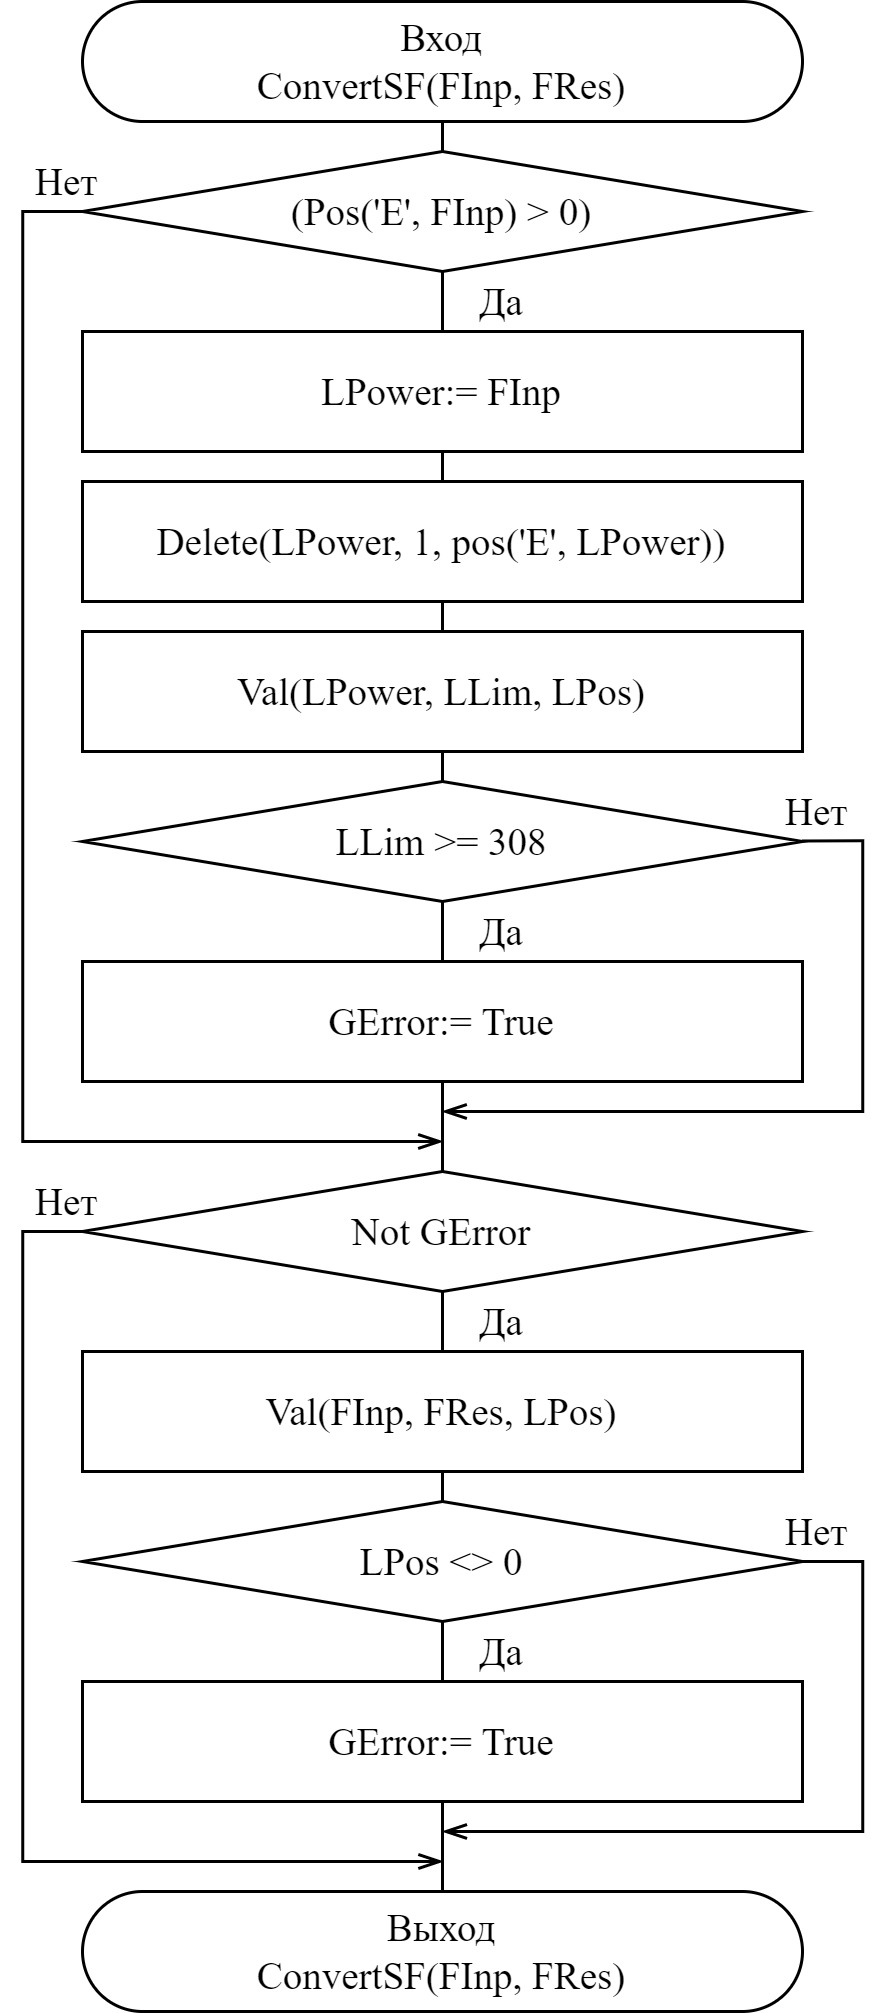 Вход
ConvertSF(FInp, FRes)
Нет
(Pos('E', FInp) > 0)
Да
LPower:= FInp
Delete(LPower, 1, pos('E', LPower))
Val(LPower, LLim, LPos)
Нет
LLim >= 308
Да
GError:= True
Нет
Not GError
Да
Val(FInp, FRes, LPos)
Нет
LPos <> 0
Да
GError:= True
Выход
ConvertSF(FInp, FRes)